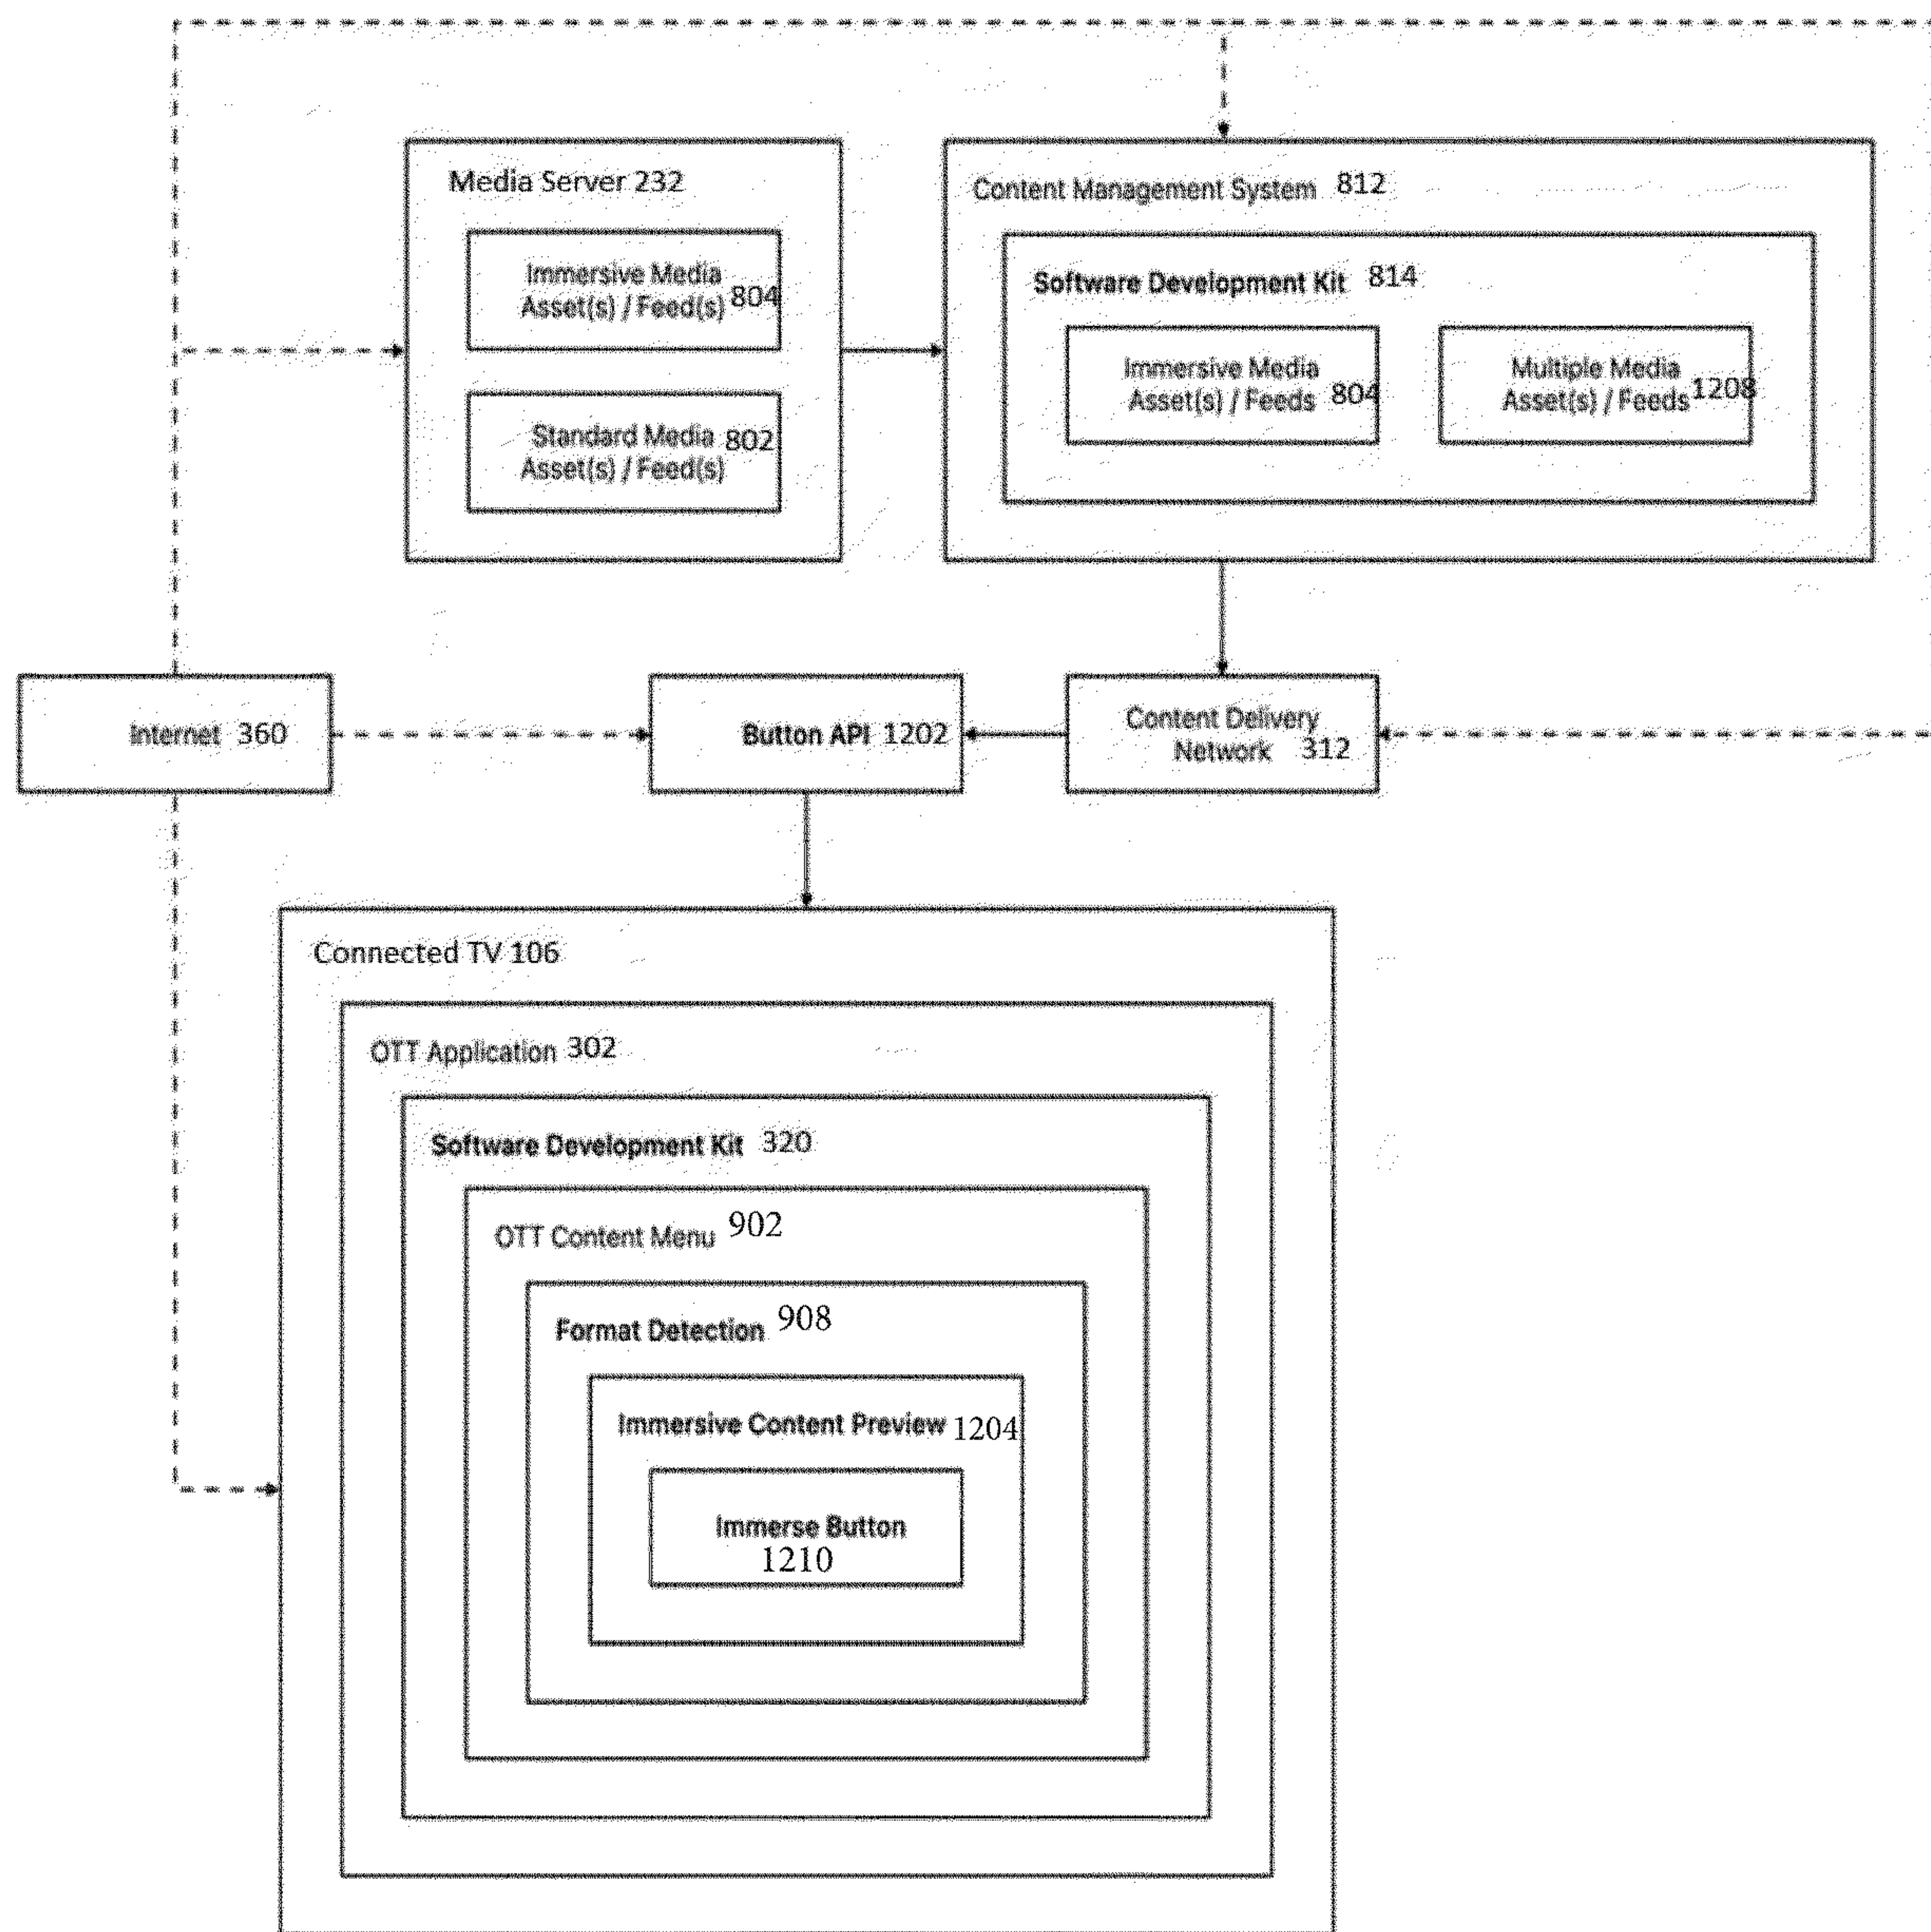 Media Server 232
Immersive Media
Asset(s) / Feed(s) 804
Standard Media 802
Asset(s) / Feed(s)
Content Management System 812
Software Development Kit 814
Immersive Media
Asset(s) / Feeds 804
Multiple Media
Asset(s) / Feeds 1208
Internet 360
Button API 1202
Content Delivery
Network 312
Connected TV 106
OTT Application 302
Software Development Kit 320
OTT Content Menu 902
Format Detection 908
Immersive Content Preview 1204
Immerse Button
1210